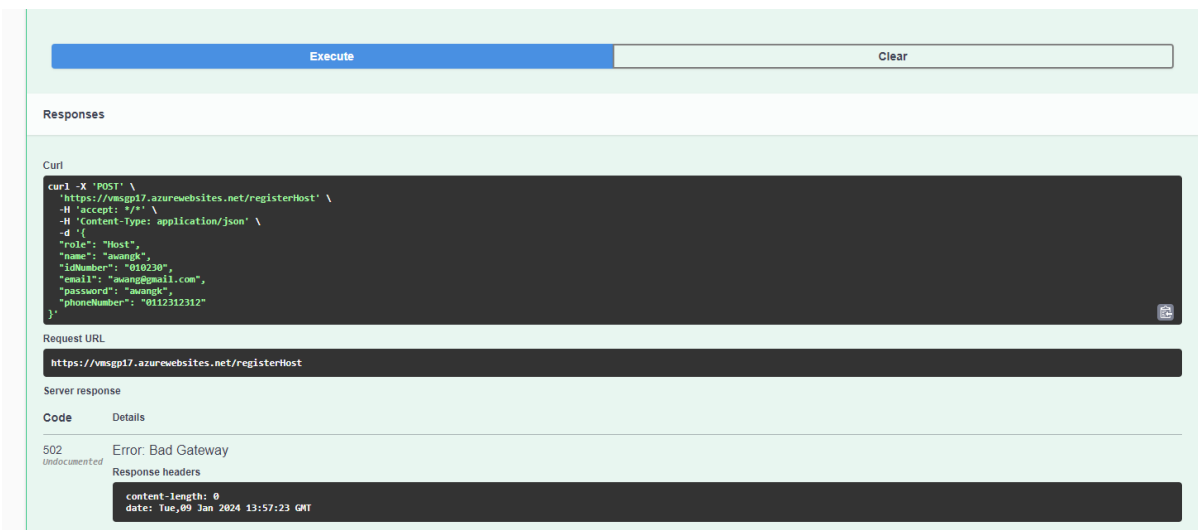 Execute
Clear
Responses
Curl
curl -X 'POST' \
'https://vmsgp17.azurewebsites.net/registerHost' \
-H 'accept: */*' \
-H 'Content-Type: application/json' \
-d '{
"role": "Host",
"name": "awangk",
"idNumber": "010230",
"email": "awang@gmail.com",
"password": "awangk",
"phoneNumber": "0112312312"
}'
Request URL
https://vmsgp17.azurewebsites.net/registerHost
Server response
Code Details
502 Error: Bad Gateway
Undocumented
Response headers
content-length: 0
date: Tue,09 Jan 2024 13:57:23 GMT